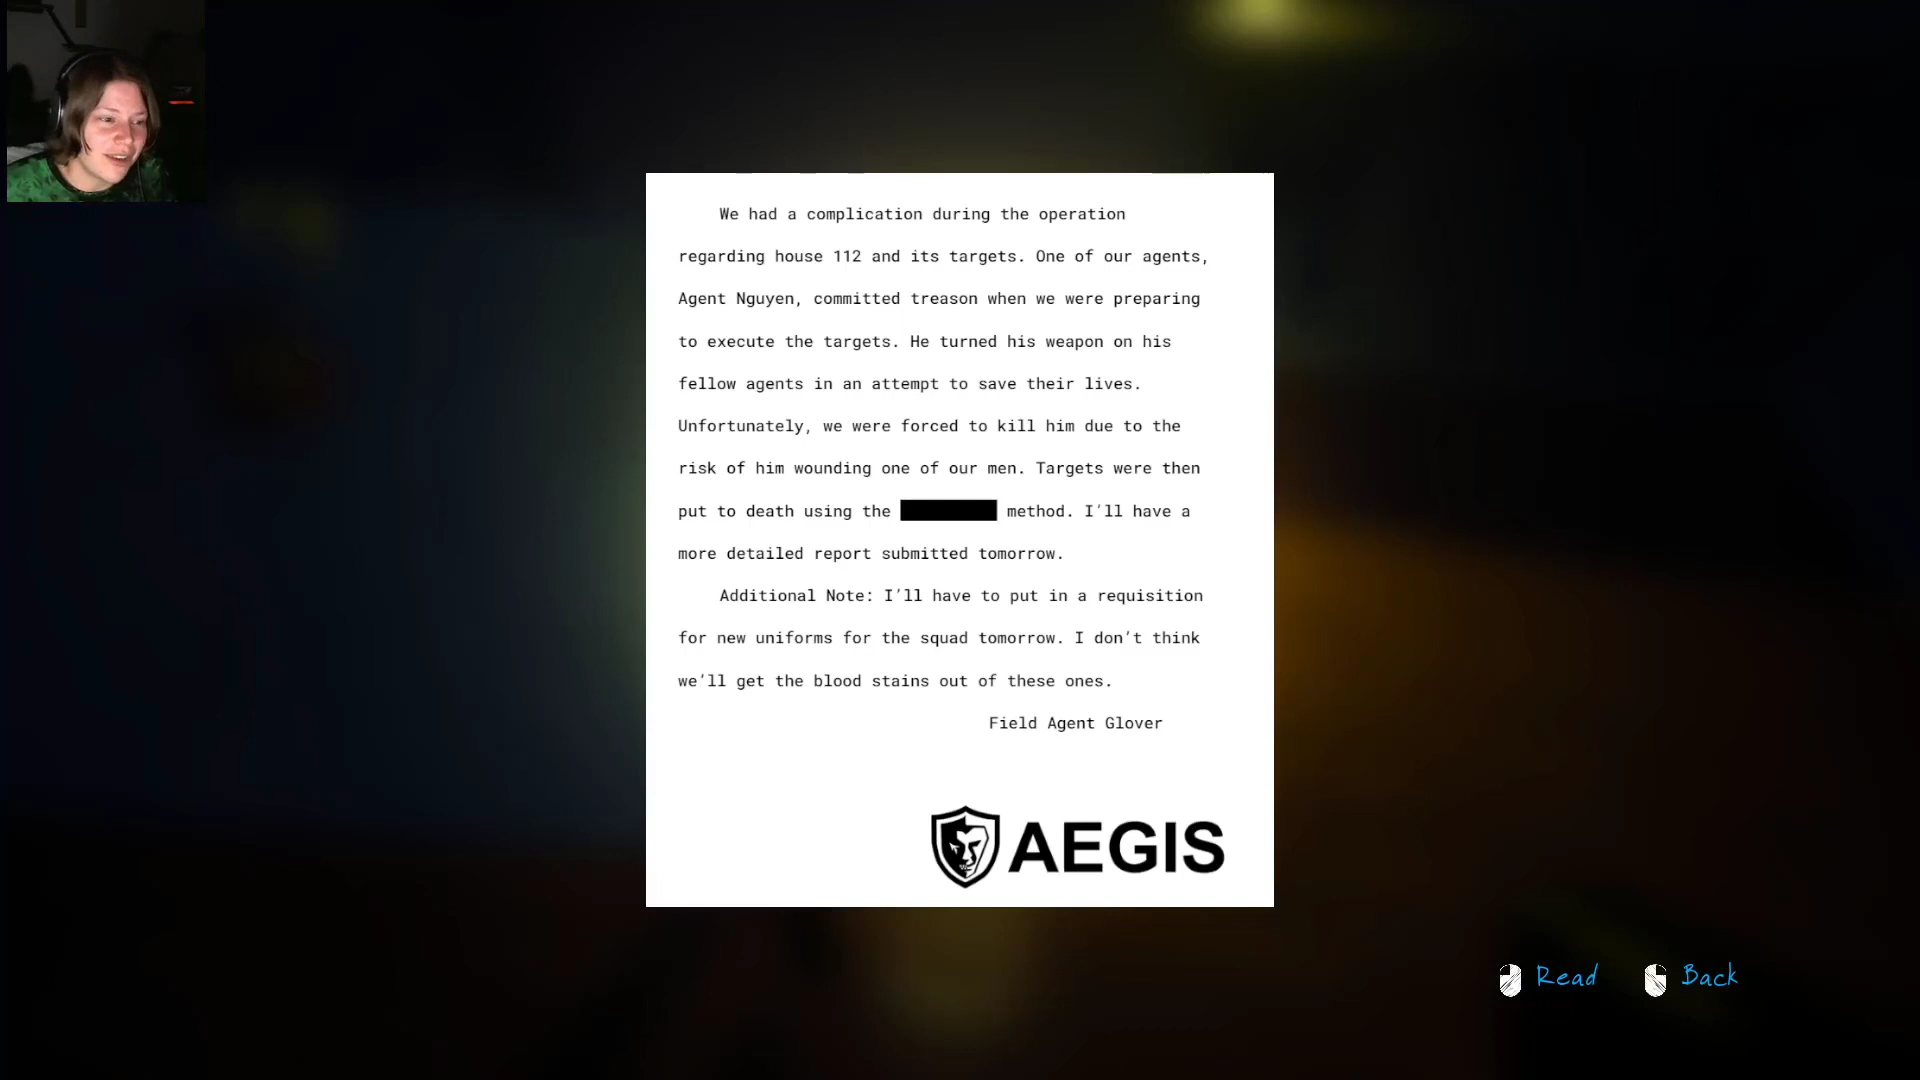 We had a complication during the operation
regarding house 112 and its targets. One of our agents,
Agent Nguyen, committed treason when we were preparing
to execute the targets. He turned his weapon on his
fellow agents in an attempt to save their lives.
Unfortunately, we were forced to kill him due to the
risk of him wounding one of our men. Targets were then
put to death using the method. I'll have a
more detailed report submitted tomorrow.
Additional Note: I'll have to put in a requisition
for new uniforms for the squad tomorrow. I don't think
we'll get the blood stains out of these ones.
Field Agent Glover
AEGIS
Read Back